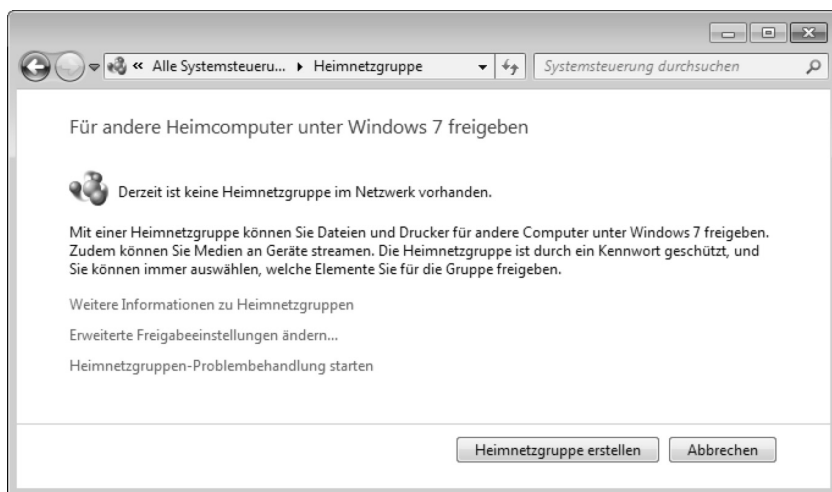 « Alle Systemsteueru... ▸ Heimnetzgruppe
Systemsteuerung durchsuchen
Für andere Heimcomputer unter Windows 7 freigeben
Derzeit ist keine Heimnetzgruppe im Netzwerk vorhanden.
Mit einer Heimnetzgruppe können Sie Dateien und Drucker für andere Computer unter Windows 7 freigeben.
Zudem können Sie Medien an Geräte streamen. Die Heimnetzgruppe ist durch ein Kennwort geschützt, und
Sie können immer auswählen, welche Elemente Sie für die Gruppe freigeben.
Weitere Informationen zu Heimnetzgruppen
Erweiterte Freigabeeinstellungen ändern...
Heimnetzgruppen-Problembehandlung starten
Heimnetzgruppe erstellen
Abbrechen